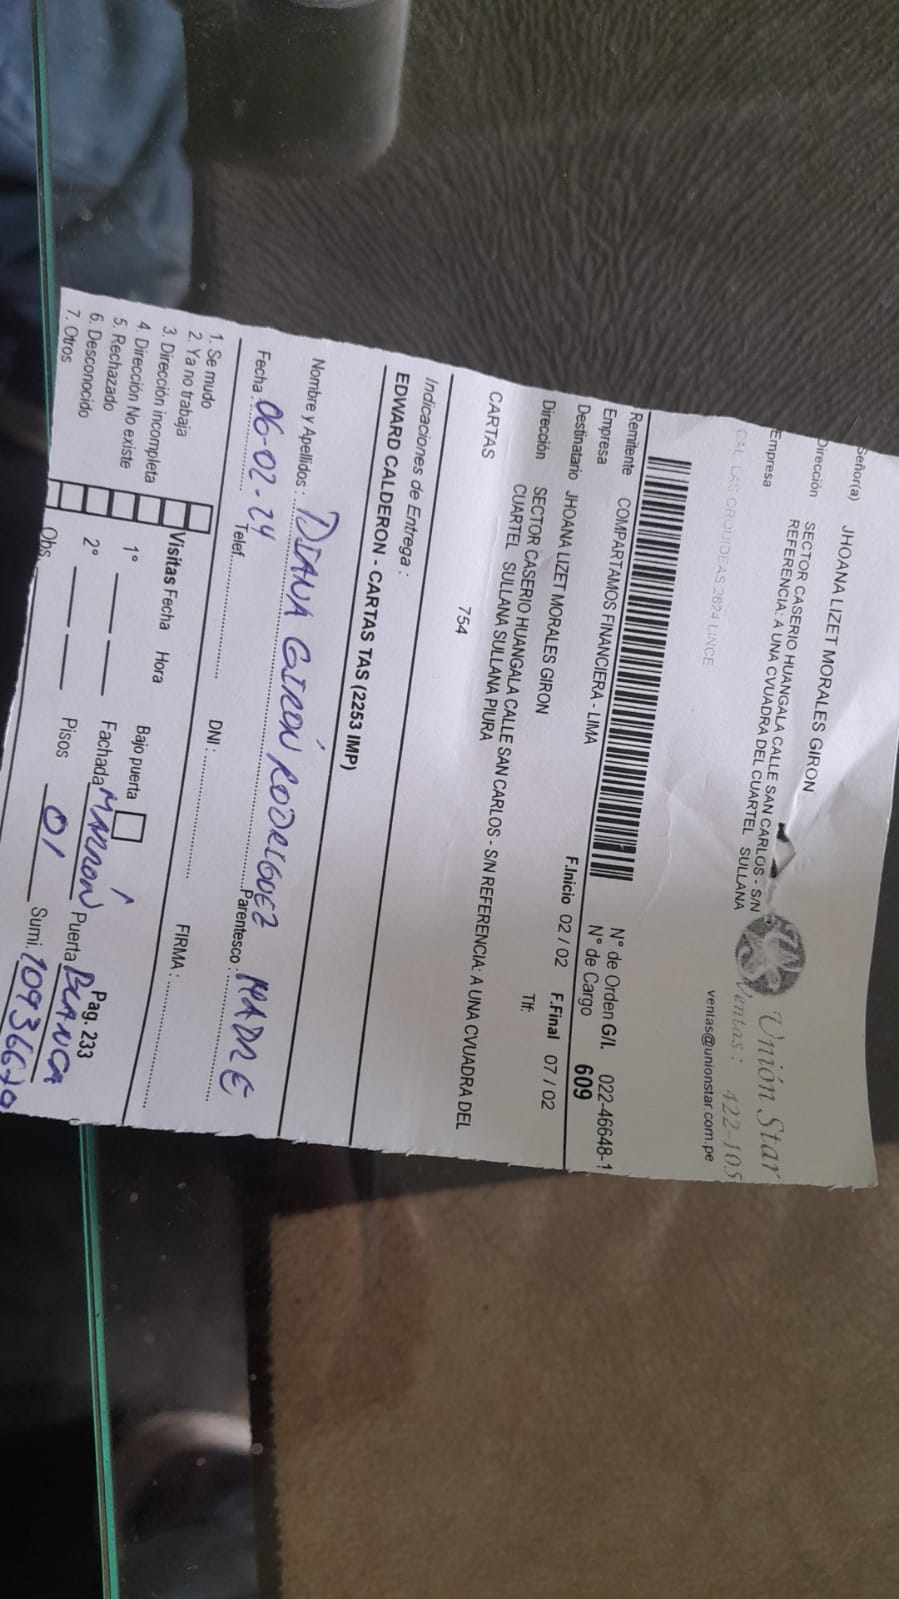 Señor(a) JHOANA LIZET MORALES GIRON
Dirección SECTOR CASERIO HUANGALA CALLE SAN CARLOS - S/N
REFERENCIA: A UNA CVUADRA DEL CUARTEL SULLANA
Empresa
CAL LAS ORQUIDEAS 2624 LINCE
Unión Star
Ventas: 422-105
ventas@unionstar.com.pe
Remitente COMPARTAMOS FINANCIERA - LIMA
Empresa
N° de Orden G/I. 022-46648-1
N° de Cargo 609
Destinatario JHOANA LIZET MORALES GIRON
F.Inicio 02 / 02 F.Final 07 / 02
Dirección SECTOR CASERIO HUANGALA CALLE SAN CARLOS - S/N REFERENCIA: A UNA CVUADRA DEL
CUARTEL SULLANA SULLANA PIURA
Tlf:
CARTAS
754
Indicaciones de Entrega :
EDWARD CALDERON - CARTAS TAS (2253 IMP)
Nombre y Apellidos : DIANA GIRÓN RODRIGUEZ Parentesco : MADRE
Fecha : 06-02-24 Telef. DNI : FIRMA :
1. Se mudo
2. Ya no trabaja
3. Dirección incompleta
4. Dirección No existe
5. Rechazado
6. Desconocido
7. Otros
Visitas Fecha Hora
1°
2°
Obs.
Bajo puerta
Pag. 233
Fachada MARRÓN Puerta BLANCA
Pisos 01 Sumi.